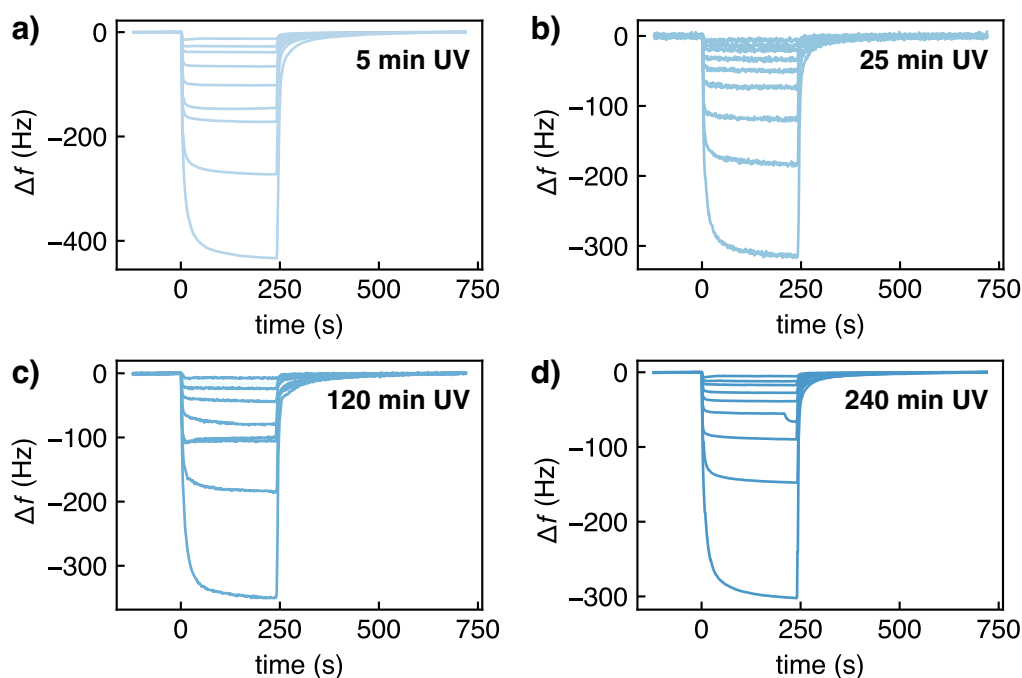 a)
5 min UV
0
−200
−400
Δf (Hz)
0 250 500 750
time (s)
b)
25 min UV
0
−100
−200
−300
Δf (Hz)
0 250 500 750
time (s)
c)
120 min UV
0
−100
−200
−300
Δf (Hz)
0 250 500 750
time (s)
d)
240 min UV
0
−100
−200
−300
Δf (Hz)
0 250 500 750
time (s)